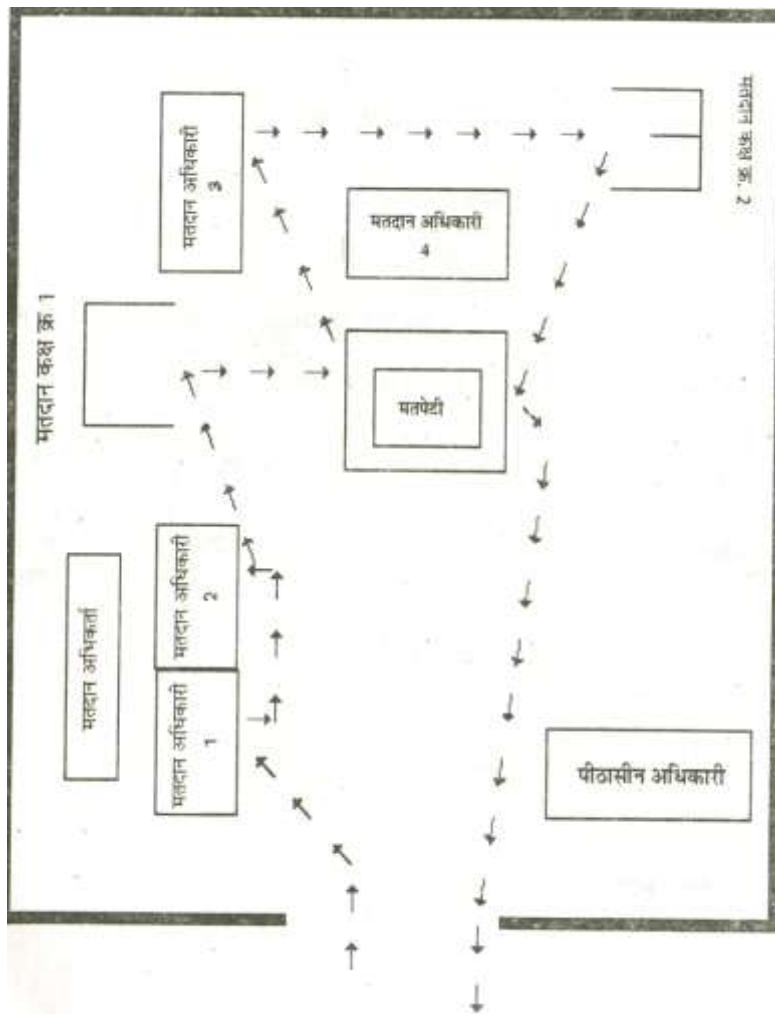 मतदान कक्ष क्र. 2
मतदान अधिकारी
3
मतदान अधिकारी
4
मतदान कक्ष क्र 1
मतपेटी
मतदान अधिकारी
2
मतदान अभिकर्ता
मतदान अधिकारी
1
पीठासीन अधिकारी